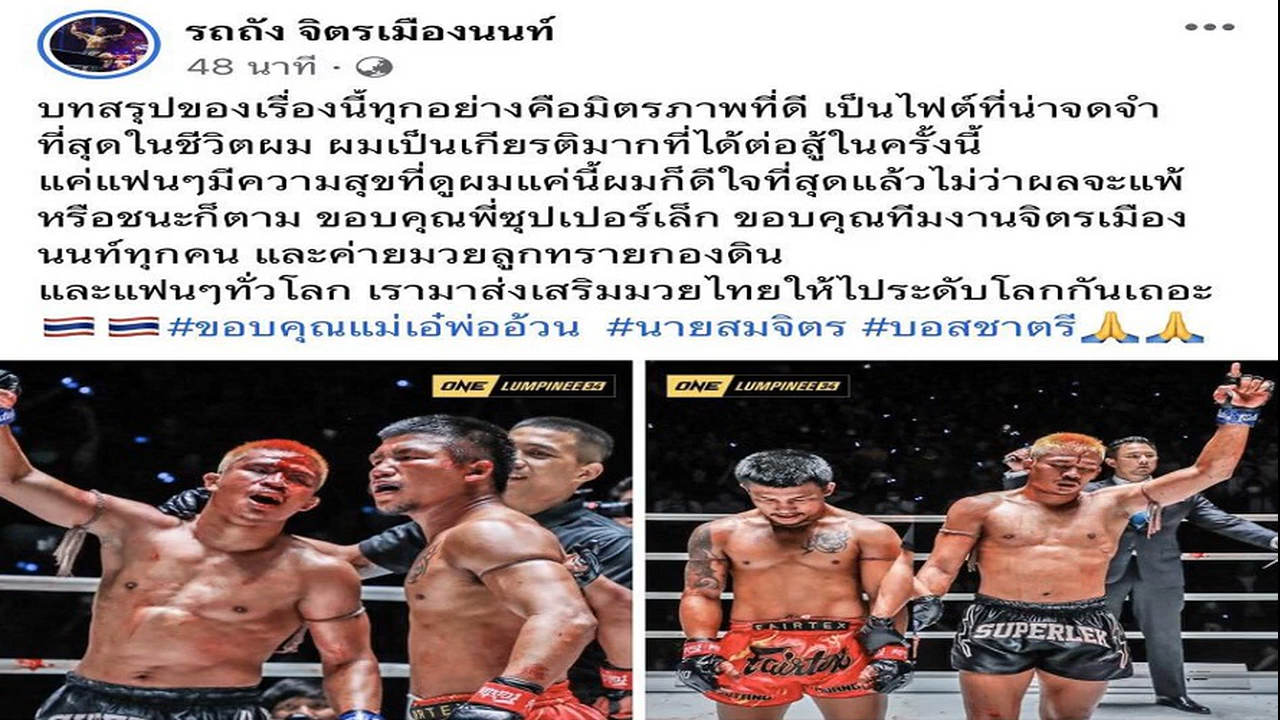 รถถัง จิตรเมืองนนท์
48 นาที ·
บทสรุปของเรื่องนี้ทุกอย่างคือมิตรภาพที่ดี เป็นไฟต์ที่น่าจดจำ
ที่สุดในชีวิตผม ผมเป็นเกียรติมากที่ได้ต่อสู้ในครั้งนี้
แค่แฟนๆมีความสุขที่ดูผมแค่นี้ผมก็ดีใจที่สุดแล้วไม่ว่าผลจะแพ้
หรือชนะก็ตาม ขอบคุณพี่ซุปเปอร์เล็ก ขอบคุณทีมงานจิตรเมือง
นนท์ทุกคน และค่ายมวยลูกทรายกองดิน
และแฟนๆทั่วโลก เรามาส่งเสริมมวยไทยให้ไประดับโลกกันเถอะ
🇹🇭 🇹🇭 #ขอบคุณแม่เอ๋พ่ออ้วน #นายสมจิตร #บอสชาตรี🙏 🙏
ONE LUMPINEE 34
ONE LUMPINEE 34
FAIRTEX
Fairtex
SUPERLEK